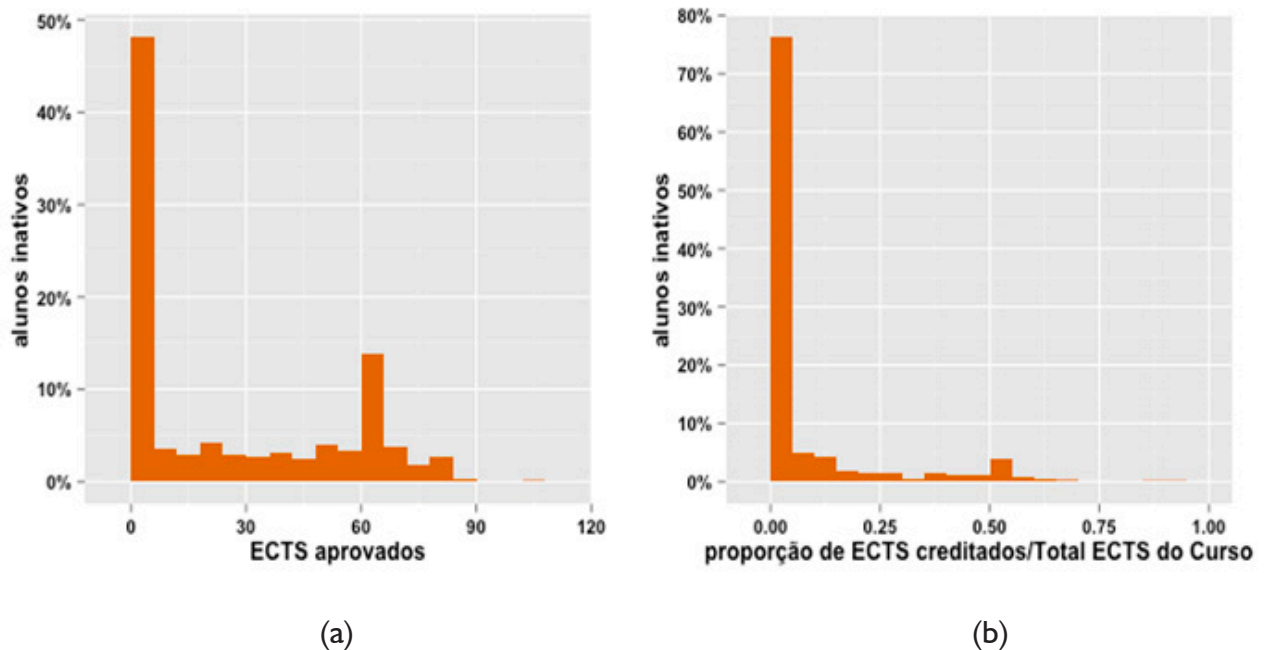 50%
40%
30%
20%
10%
0%
alunos inativos
0 30 60 90 120
ECTS aprovados
(a)
80%
70%
60%
50%
40%
30%
20%
10%
0%
alunos inativos
0.00 0.25 0.50 0.75 1.00
proporção de ECTS creditados/Total ECTS do Curso
(b)